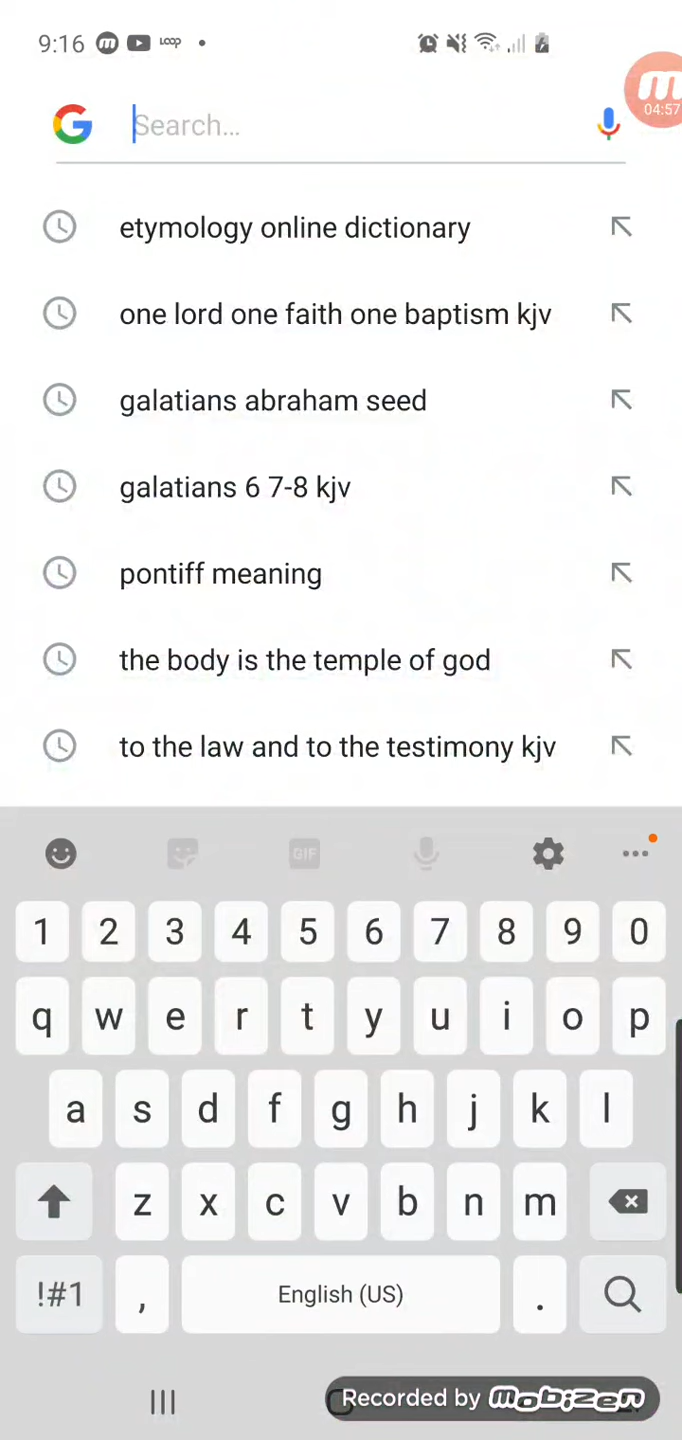 9:16 m LOOP
m
04:57
G Search...
etymology online dictionary
one lord one faith one baptism kjv
galatians abraham seed
galatians 6 7-8 kjv
pontiff meaning
the body is the temple of god
to the law and to the testimony kjv
GIF
1 2 3 4 5 6 7 8 9 0
q w e r t y u i o p
a s d f g h j k l
z x c v b n m
!#1 , English (US) .
Recorded by mobizen